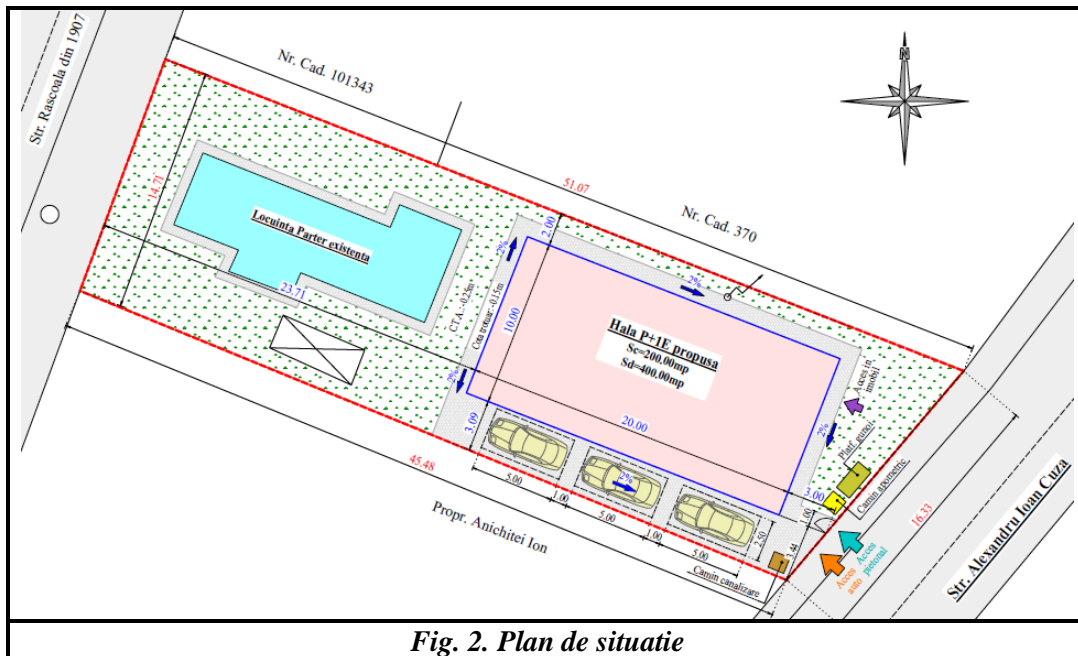 Str. Rascoala din 1907
Nr. Cad. 101343
51.07
Nr. Cad. 370
14.71
Locuinta Parter existenta
23.71
2%
2.00
2%
C.T.A.:-0.25m
Cota trotuar:-0.15m
10.00
Hala P+1E propusa
Sc=200.00mp
Sd=400.00mp
Acces in
imobil
2%
2%
Platf. gunoi
Camin apometric
20.00
3.09
3.00
1.00
16.33
Str. Alexandru Ioan Cuza
45.48
Propr. Anichitei Ion
2%
5.00
1.00
5.00
1.00
5.00
2.50
3.44
Camin canalizare
Acces
auto
Acces
pietonal
Fig. 2. Plan de situatie